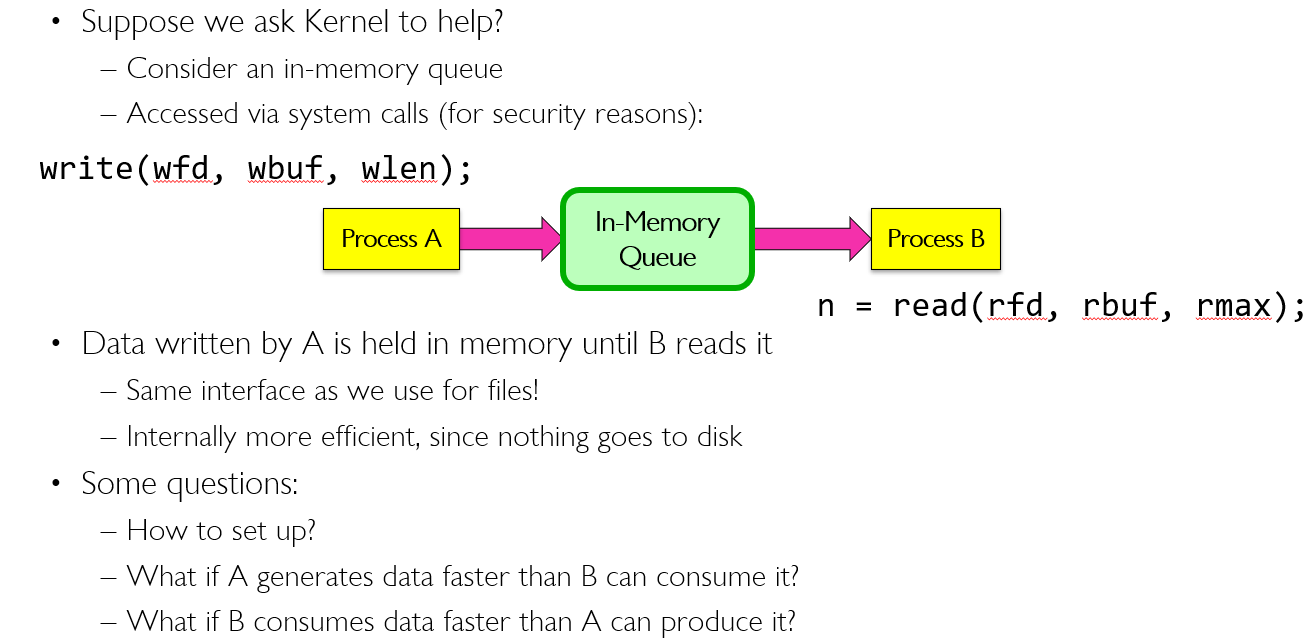 • Suppose we ask Kernel to help?
– Consider an in-memory queue
– Accessed via system calls (for security reasons):
write(wfd, wbuf, wlen);
Process A
In-Memory
Queue
Process B
n = read(rfd, rbuf, rmax);
• Data written by A is held in memory until B reads it
– Same interface as we use for files!
– Internally more efficient, since nothing goes to disk
• Some questions:
– How to set up?
– What if A generates data faster than B can consume it?
– What if B consumes data faster than A can produce it?